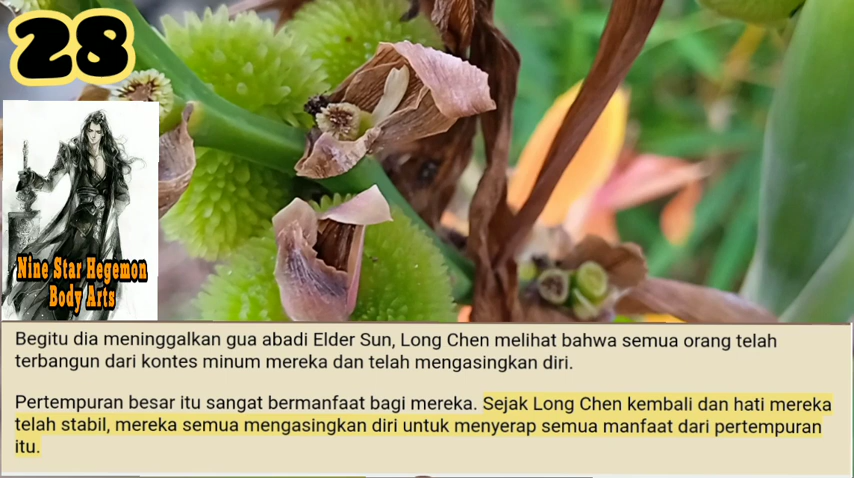 28
Nine Star Hegemon
Body Arts
Begitu dia meninggalkan gua abadi Elder Sun, Long Chen melihat bahwa semua orang telah
terbangun dari kontes minum mereka dan telah mengasingkan diri.
Pertempuran besar itu sangat bermanfaat bagi mereka. Sejak Long Chen kembali dan hati mereka
telah stabil, mereka semua mengasingkan diri untuk menyerap semua manfaat dari pertempuran
itu.